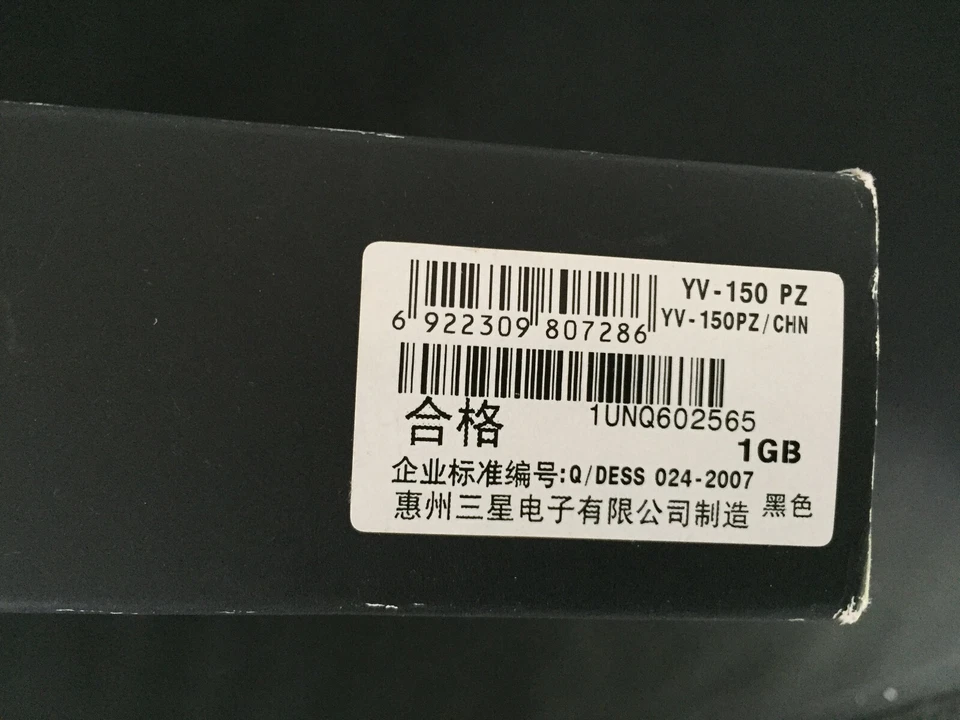 YV-150 PZ
6 922309 807286
YV-150PZ/CHN
1UNQ602565
合格
1GB
企业标准编号:Q/DESS 024-2007
惠州三星电子有限公司制造 黑色